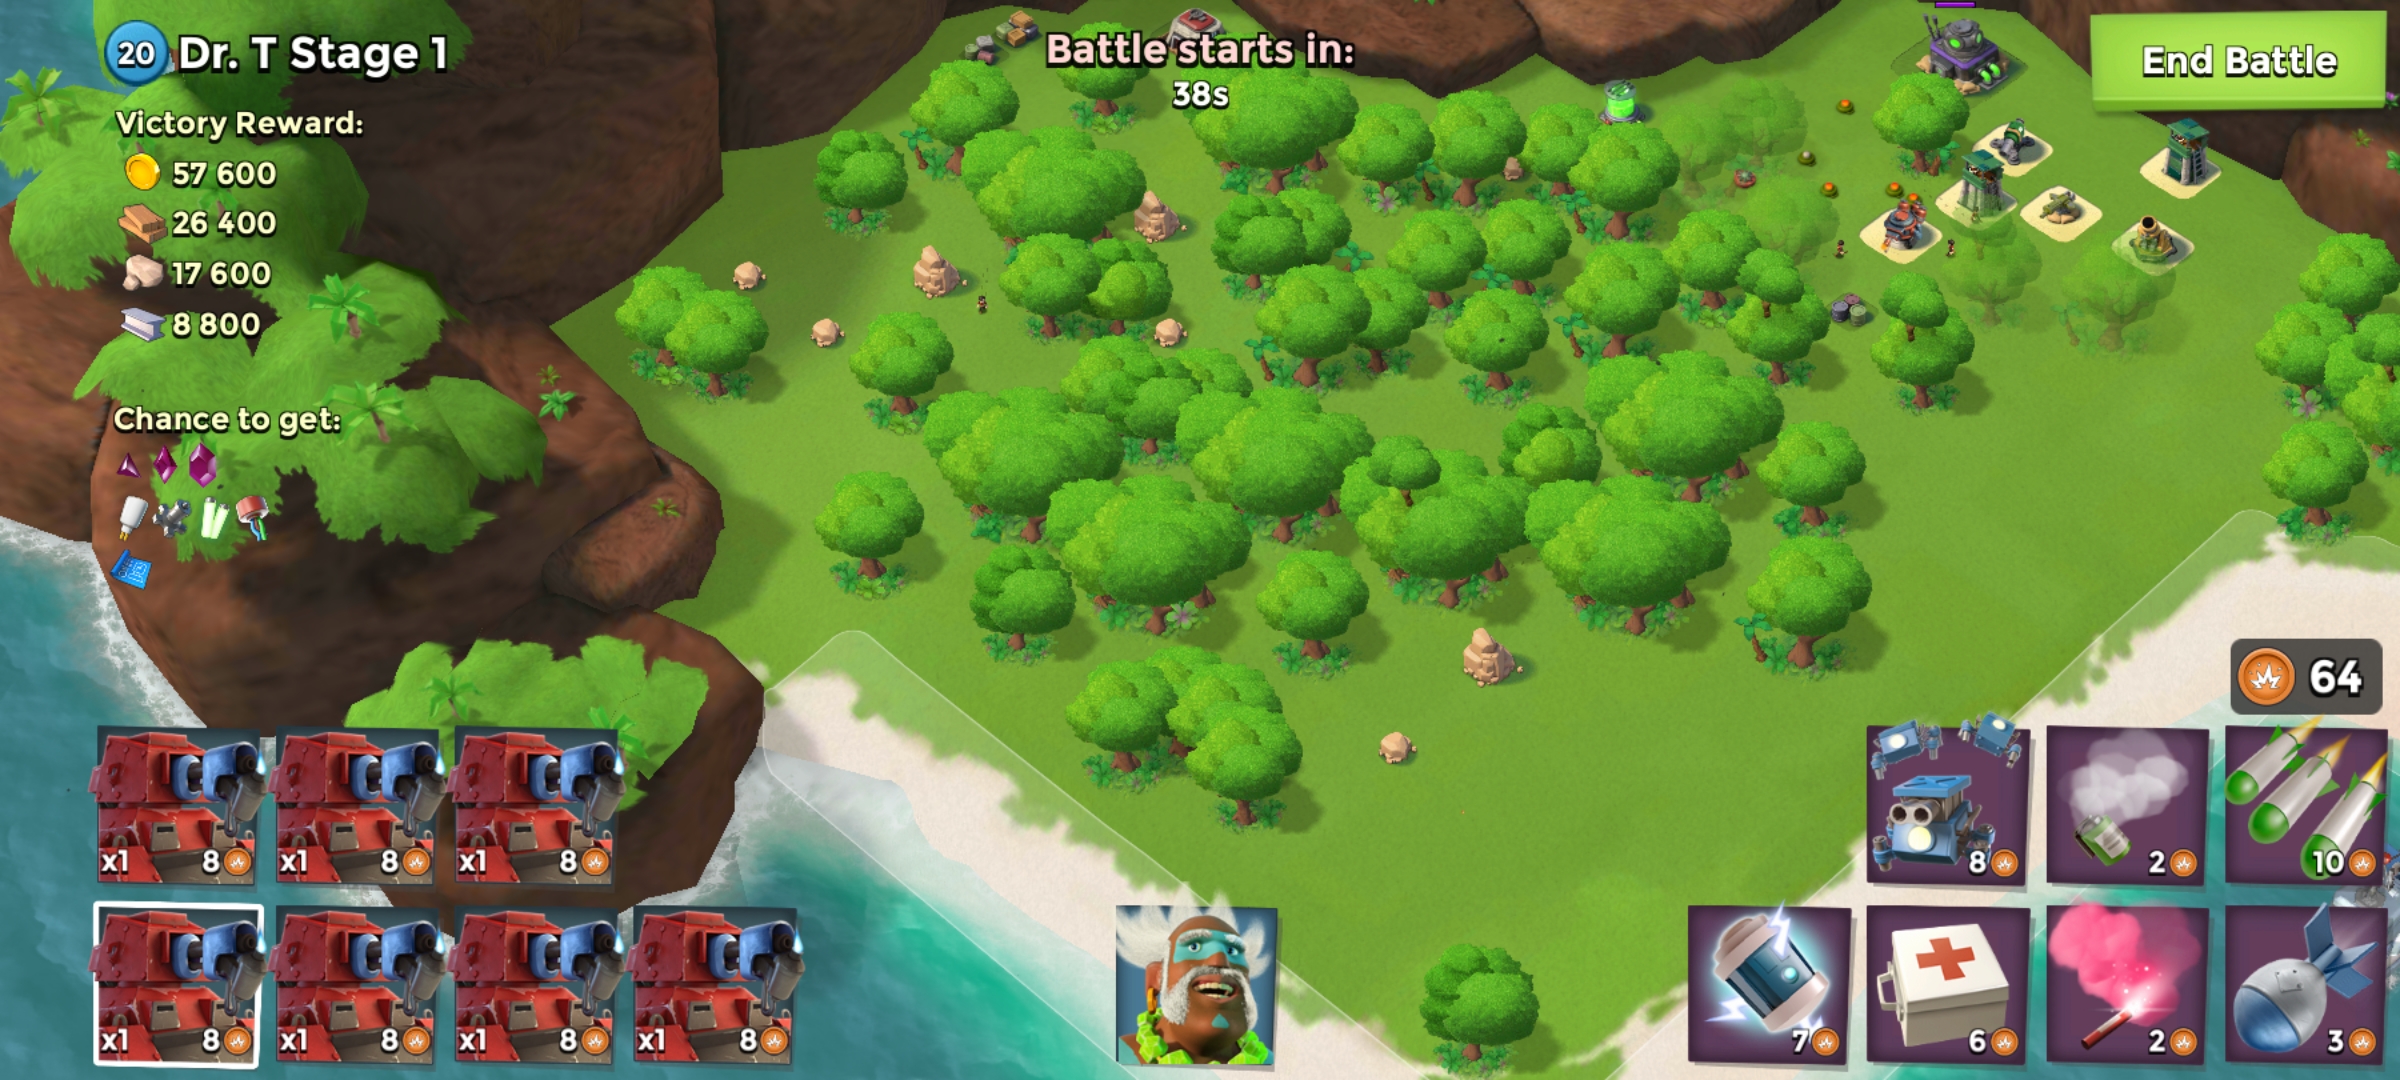 20 Dr. T Stage 1
Battle starts in:
38s
End Battle
Victory Reward:
57 600
26 400
17 600
8 800
Chance to get:
64
x1 8
x1 8
x1 8
8
2
10
x1 8
x1 8
x1 8
x1 8
7
6
2
3